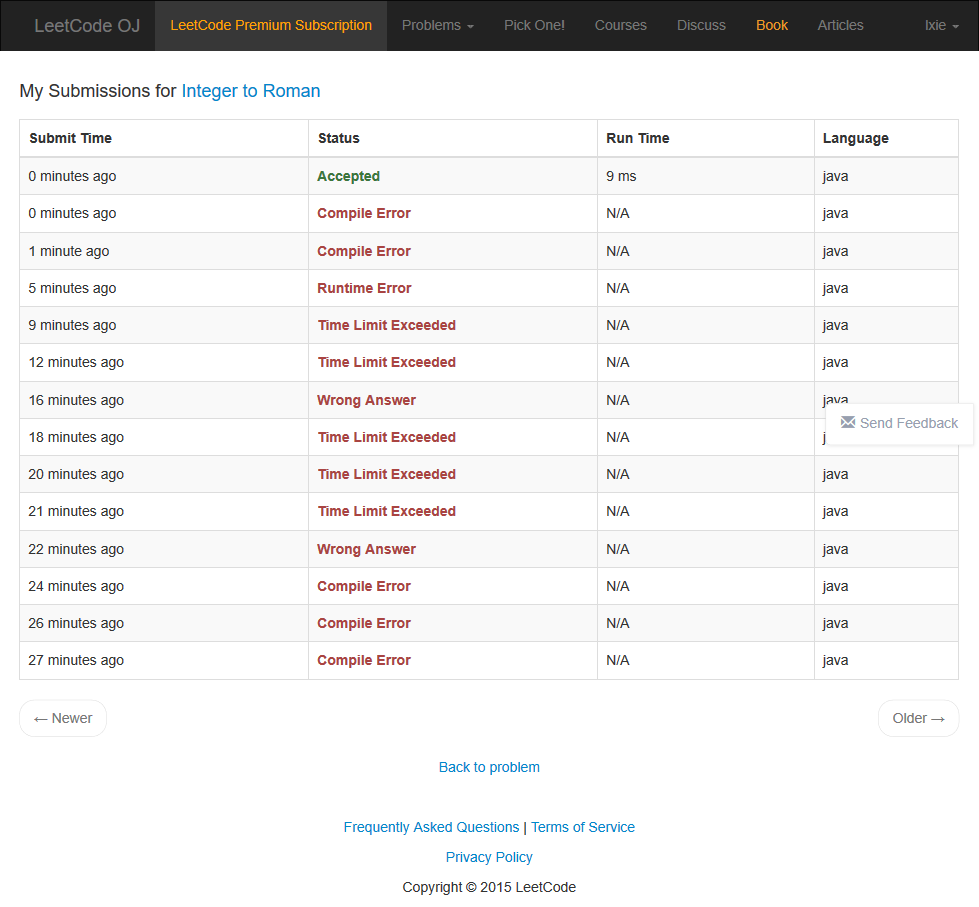 LeetCode OJ LeetCode Premium Subscription Problems Pick One! Courses Discuss Book Articles lxie
My Submissions for Integer to Roman
Submit Time Status Run Time Language
0 minutes ago Accepted 9 ms java
0 minutes ago Compile Error N/A java
1 minute ago Compile Error N/A java
5 minutes ago Runtime Error N/A java
9 minutes ago Time Limit Exceeded N/A java
12 minutes ago Time Limit Exceeded N/A java
16 minutes ago Wrong Answer N/A java
Send Feedback
18 minutes ago Time Limit Exceeded N/A j
20 minutes ago Time Limit Exceeded N/A java
21 minutes ago Time Limit Exceeded N/A java
22 minutes ago Wrong Answer N/A java
24 minutes ago Compile Error N/A java
26 minutes ago Compile Error N/A java
27 minutes ago Compile Error N/A java
← Newer Older →
Back to problem
Frequently Asked Questions | Terms of Service
Privacy Policy
Copyright © 2015 LeetCode